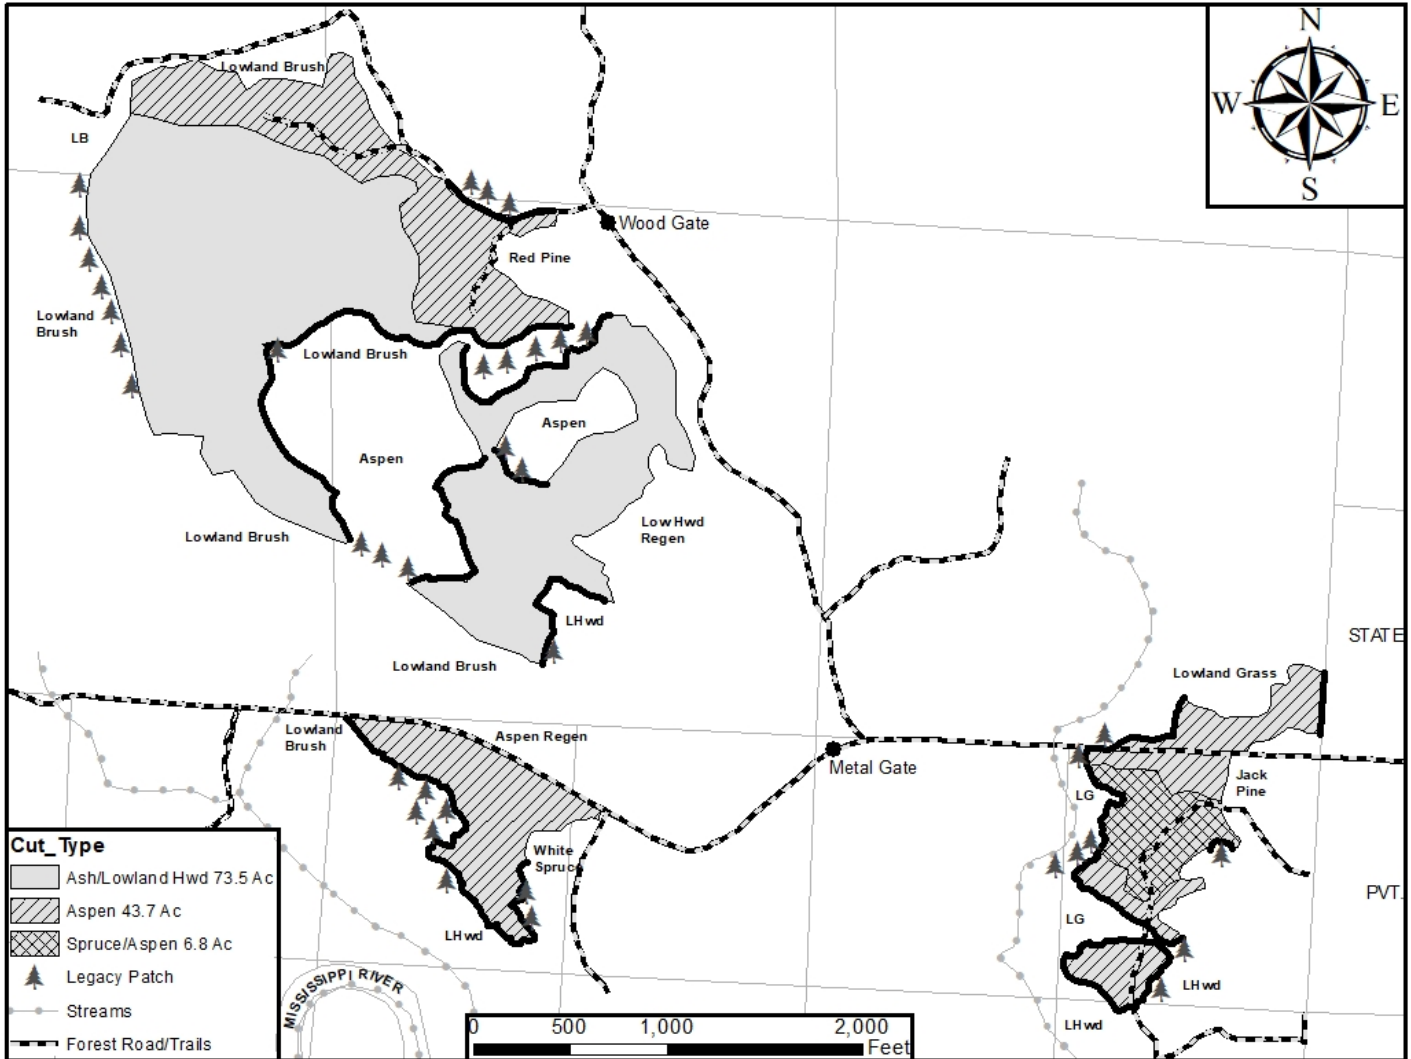 N
W
E
S
Lowland Brush
LB
Wood Gate
Red Pine
Lowland
Brush
Lowland Brush
Aspen
Aspen
Low Hwd
Regen
Lowland Brush
LHwd
STATE
Lowland Brush
Lowland Grass
Lowland
Brush
Aspen Regen
Metal Gate
Jack
Pine
LG
White
Spruce
PVT.
LG
LHwd
LHwd
LHwd
MISSISSIPPI RIVER
Cut_Type
Ash/Lowland Hwd 73.5 Ac
Aspen 43.7 Ac
Spruce/Aspen 6.8 Ac
Legacy Patch
Streams
Forest Road/Trails
0 500 1,000 2,000
Feet